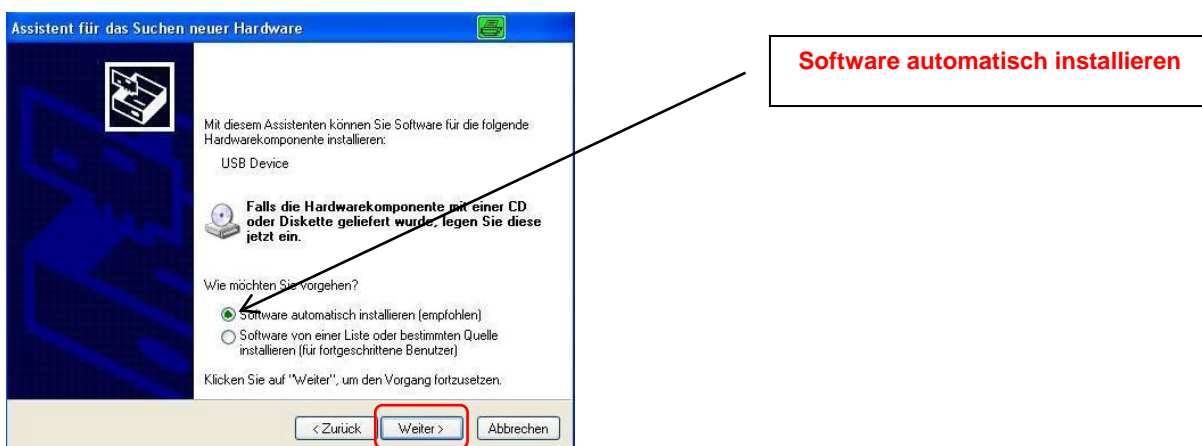 Assistent für das Suchen neuer Hardware
Software automatisch installieren
Mit diesem Assistenten können Sie Software für die folgende
Hardwarekomponente installieren:
USB Device
Falls die Hardwarekomponente mit einer CD
oder Diskette geliefert wurde, legen Sie diese
jetzt ein.
Wie möchten Sie vorgehen?
Software automatisch installieren (empfohlen)
Software von einer Liste oder bestimmten Quelle
installieren (für fortgeschrittene Benutzer)
Klicken Sie auf "Weiter", um den Vorgang fortzusetzen.
< Zurück Weiter > Abbrechen